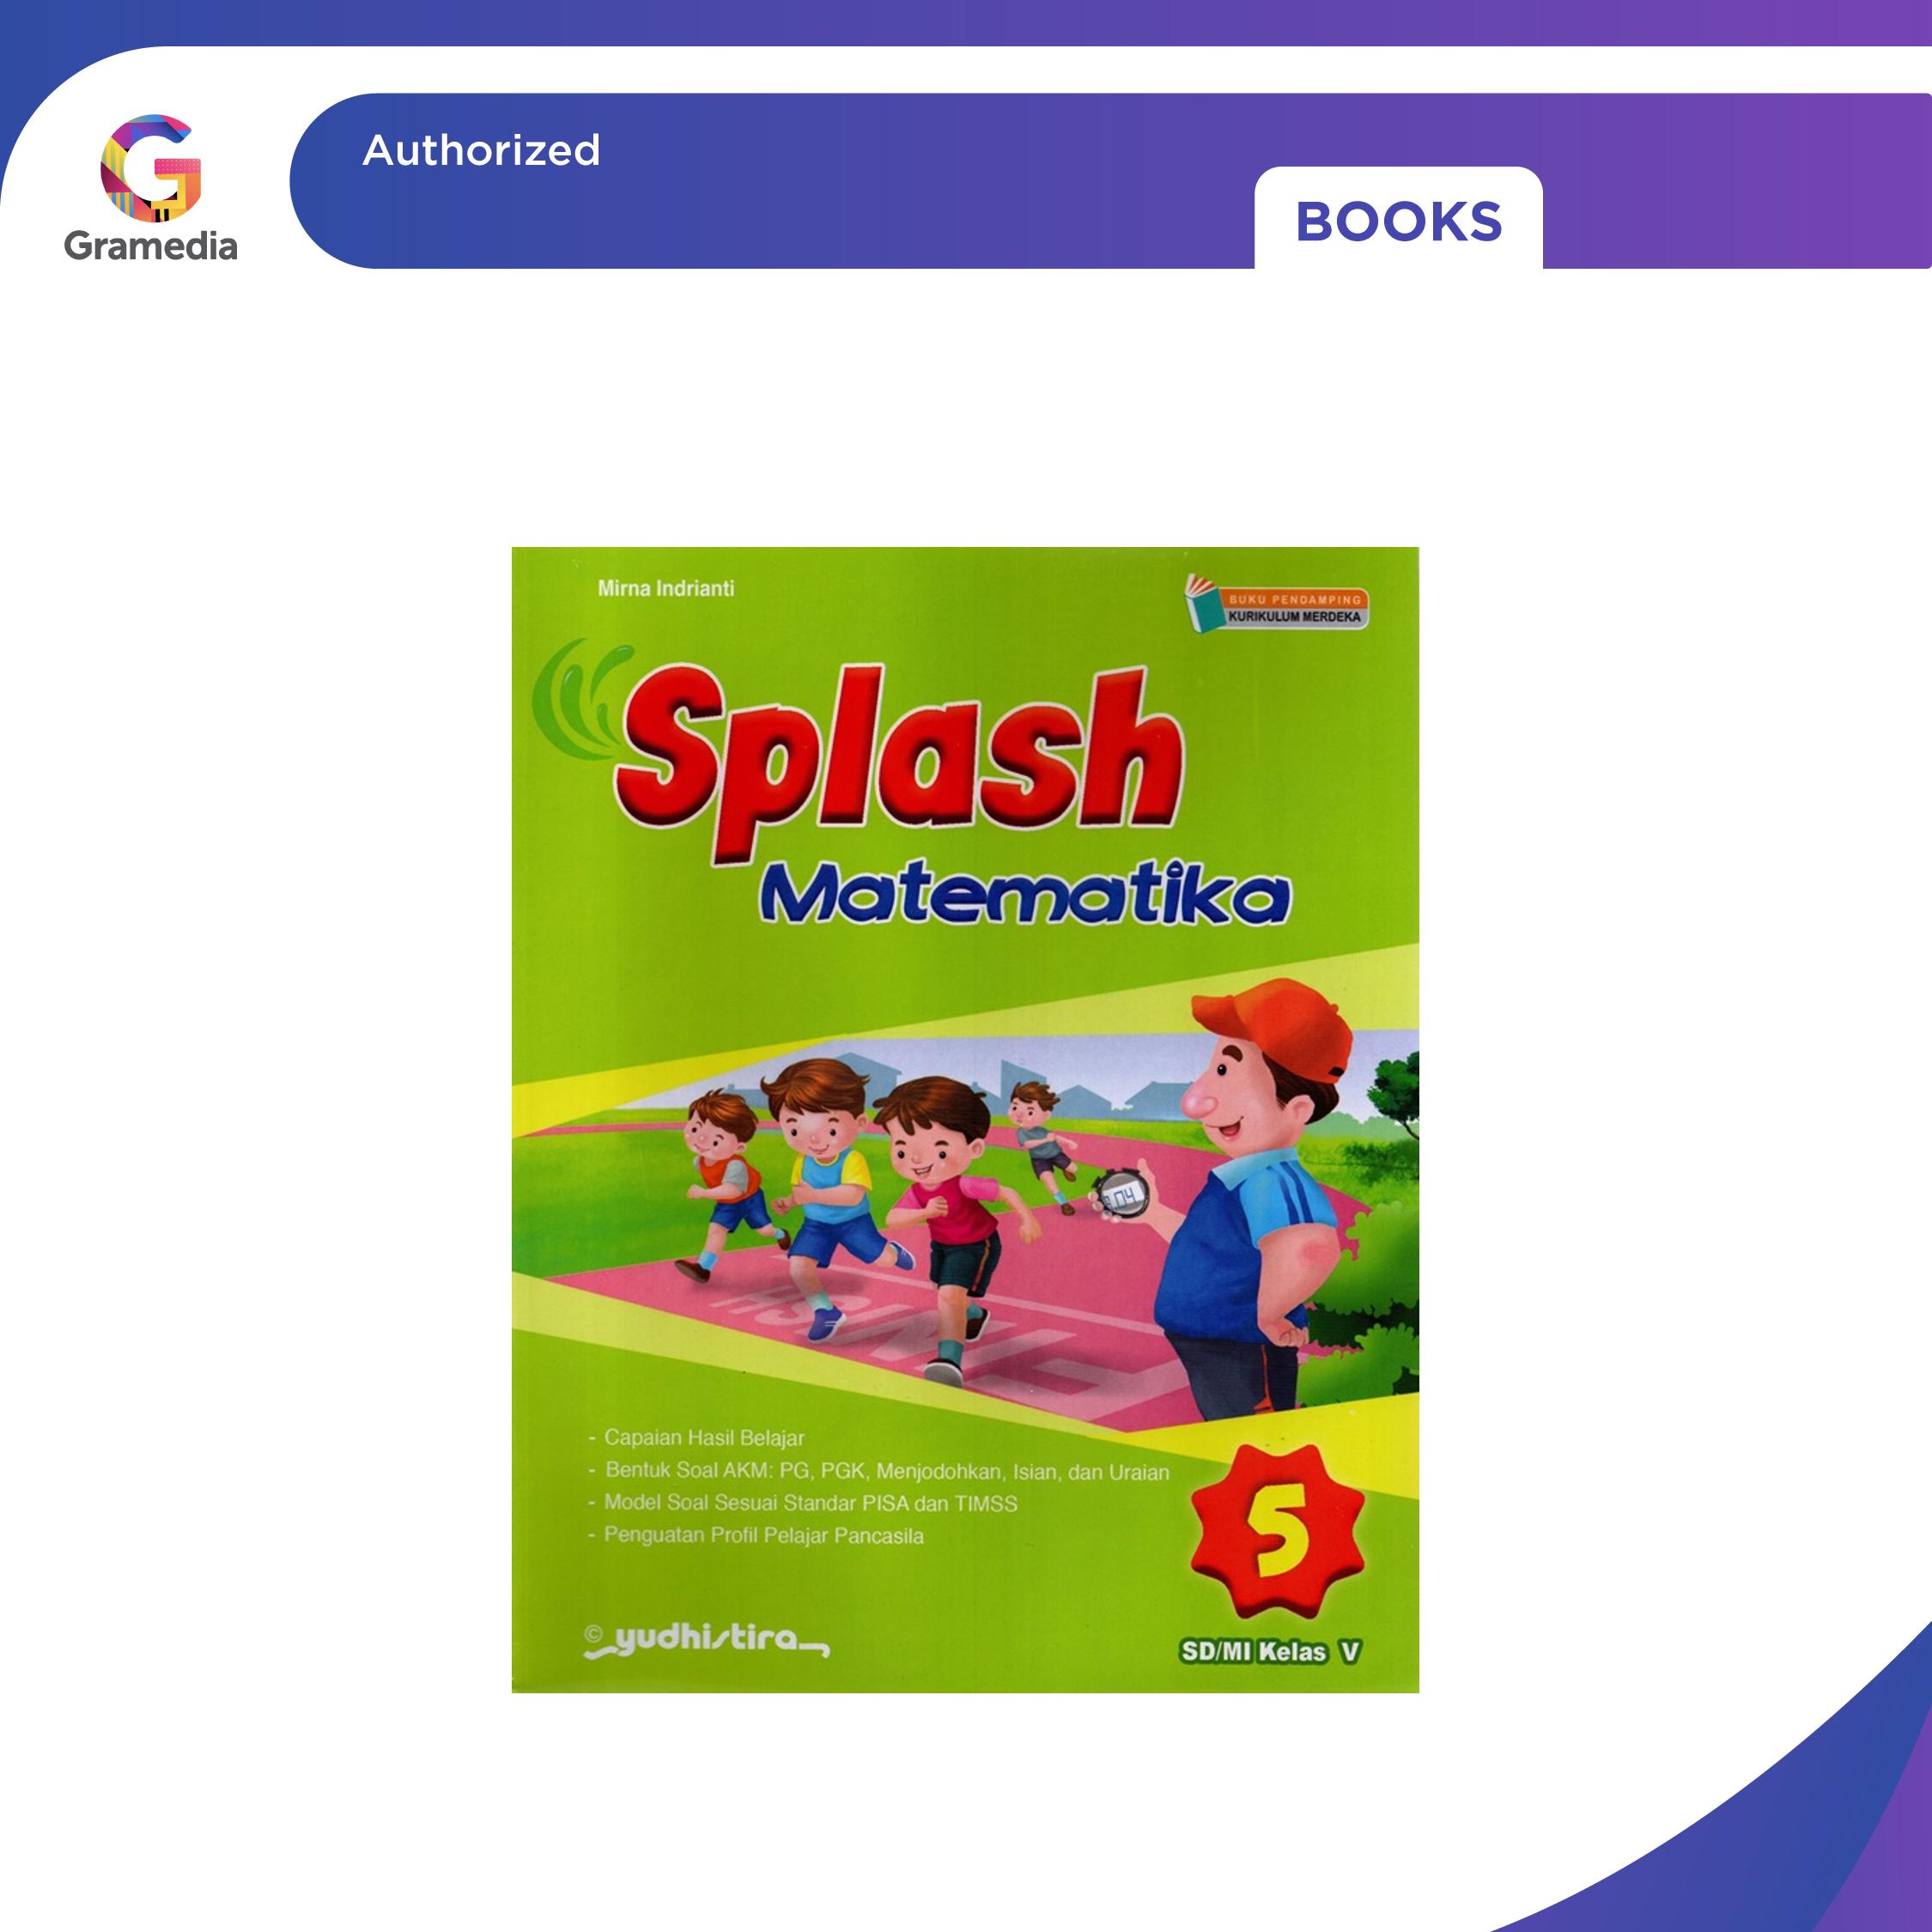 Gramedia
Authorized
BOOKS
Mirna Indrianti
BUKU PENDAMPING
KURIKULUM MERDEKA
Splash
Matematika
FINISH
- Capaian Hasil Belajar
- Bentuk Soal AKM: PG, PGK, Menjodohkan, Isian, dan Uraian
- Model Soal Sesuai Standar PISA dan TIMSS
- Penguatan Profil Pelajar Pancasila
5
© yudhistira
SD/MI Kelas V